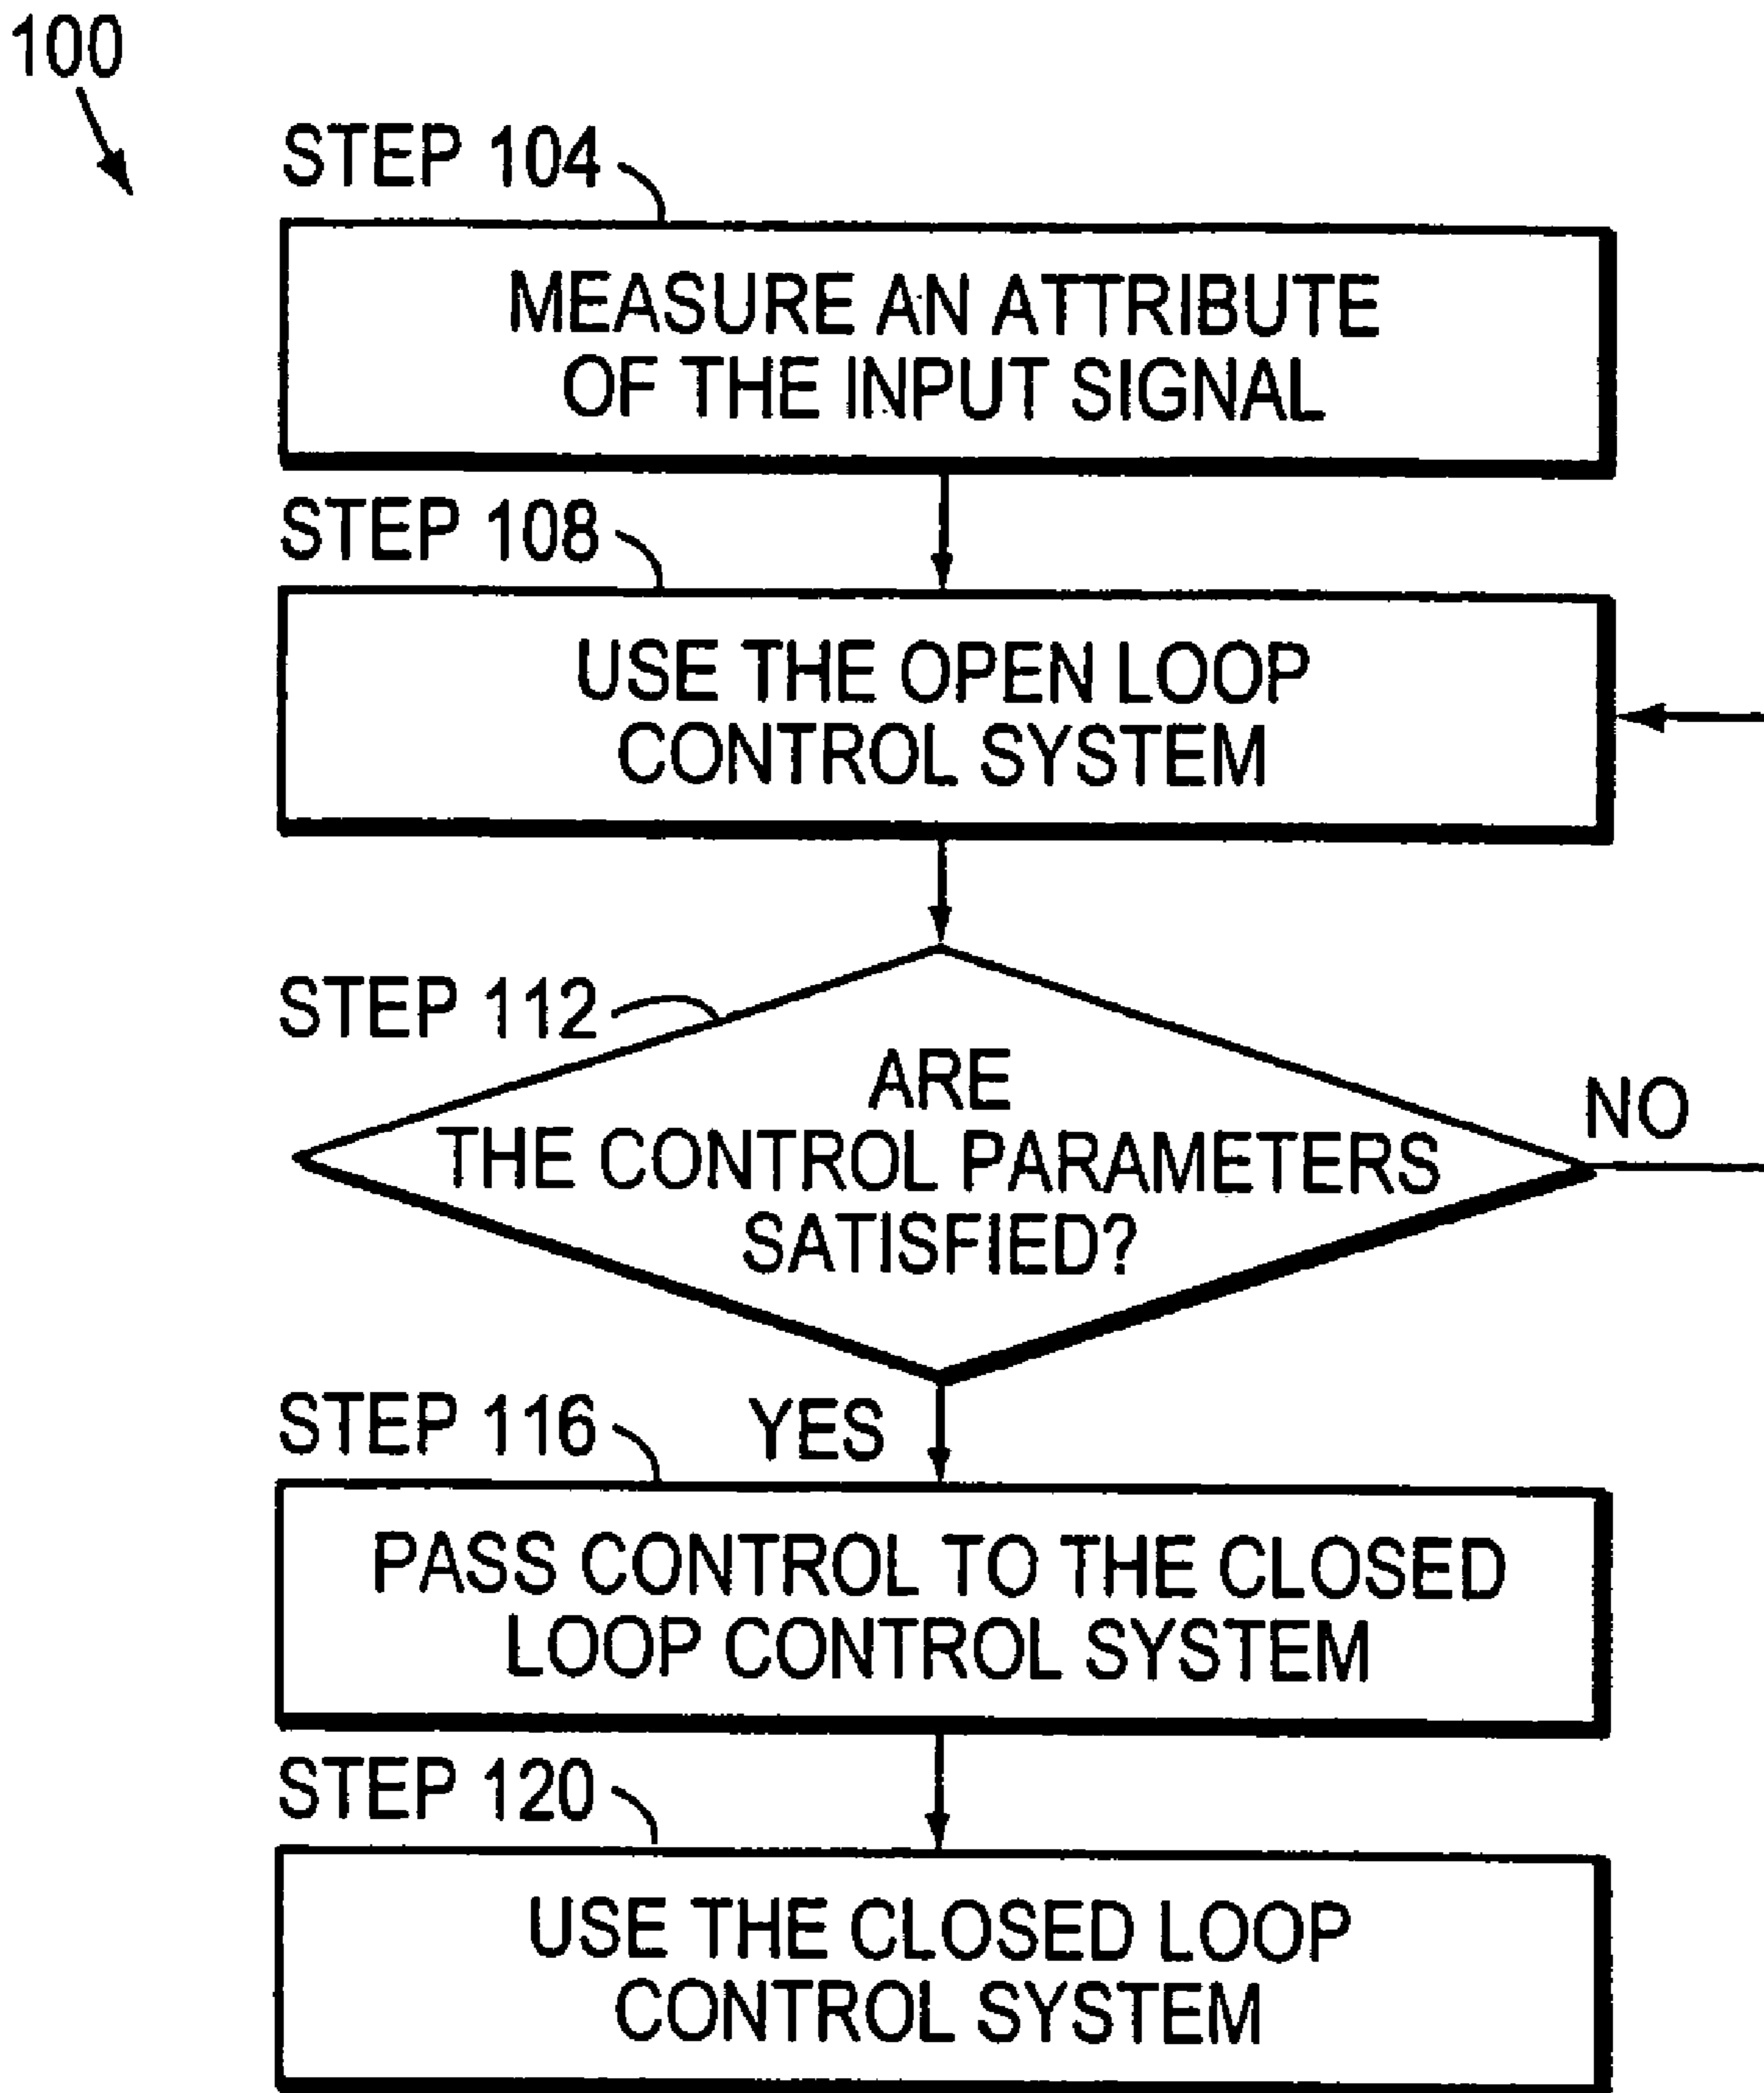 100
STEP 104
MEASURE AN ATTRIBUTE
OF THE INPUT SIGNAL
STEP 108
USE THE OPEN LOOP
CONTROL SYSTEM
STEP 112
ARE
THE CONTROL PARAMETERS
SATISFIED?
NO
YES
STEP 116
PASS CONTROL TO THE CLOSED
LOOP CONTROL SYSTEM
STEP 120
USE THE CLOSED LOOP
CONTROL SYSTEM